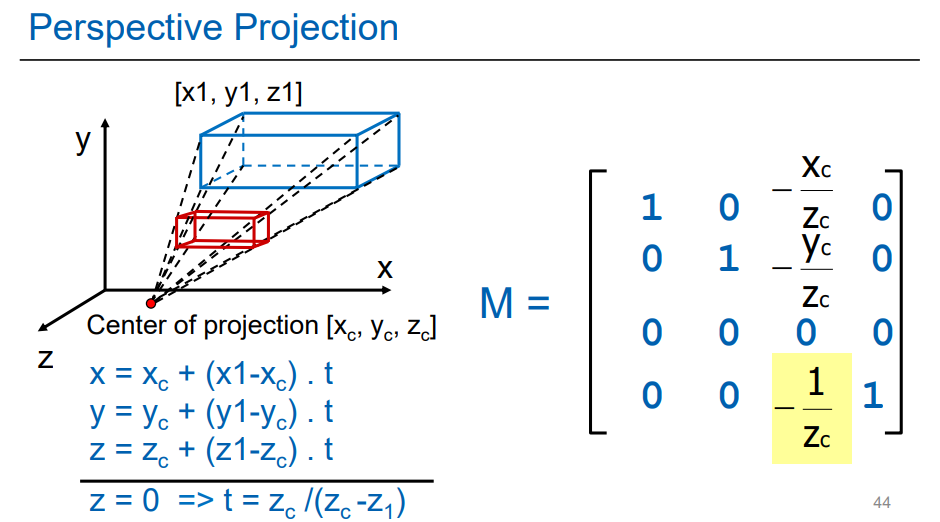 Perspective Projection
[x1, y1, z1]
y
x
z
Center of projection [xc, yc, zc]
x = xc + (x1-xc) . t
y = yc + (y1-yc) . t
z = zc + (z1-zc) . t
z = 0 => t = zc /(zc -z1)
M =
1 0 − xc/zc 0
0 1 − yc/zc 0
0 0 0 0
0 0 − 1/zc 1
44